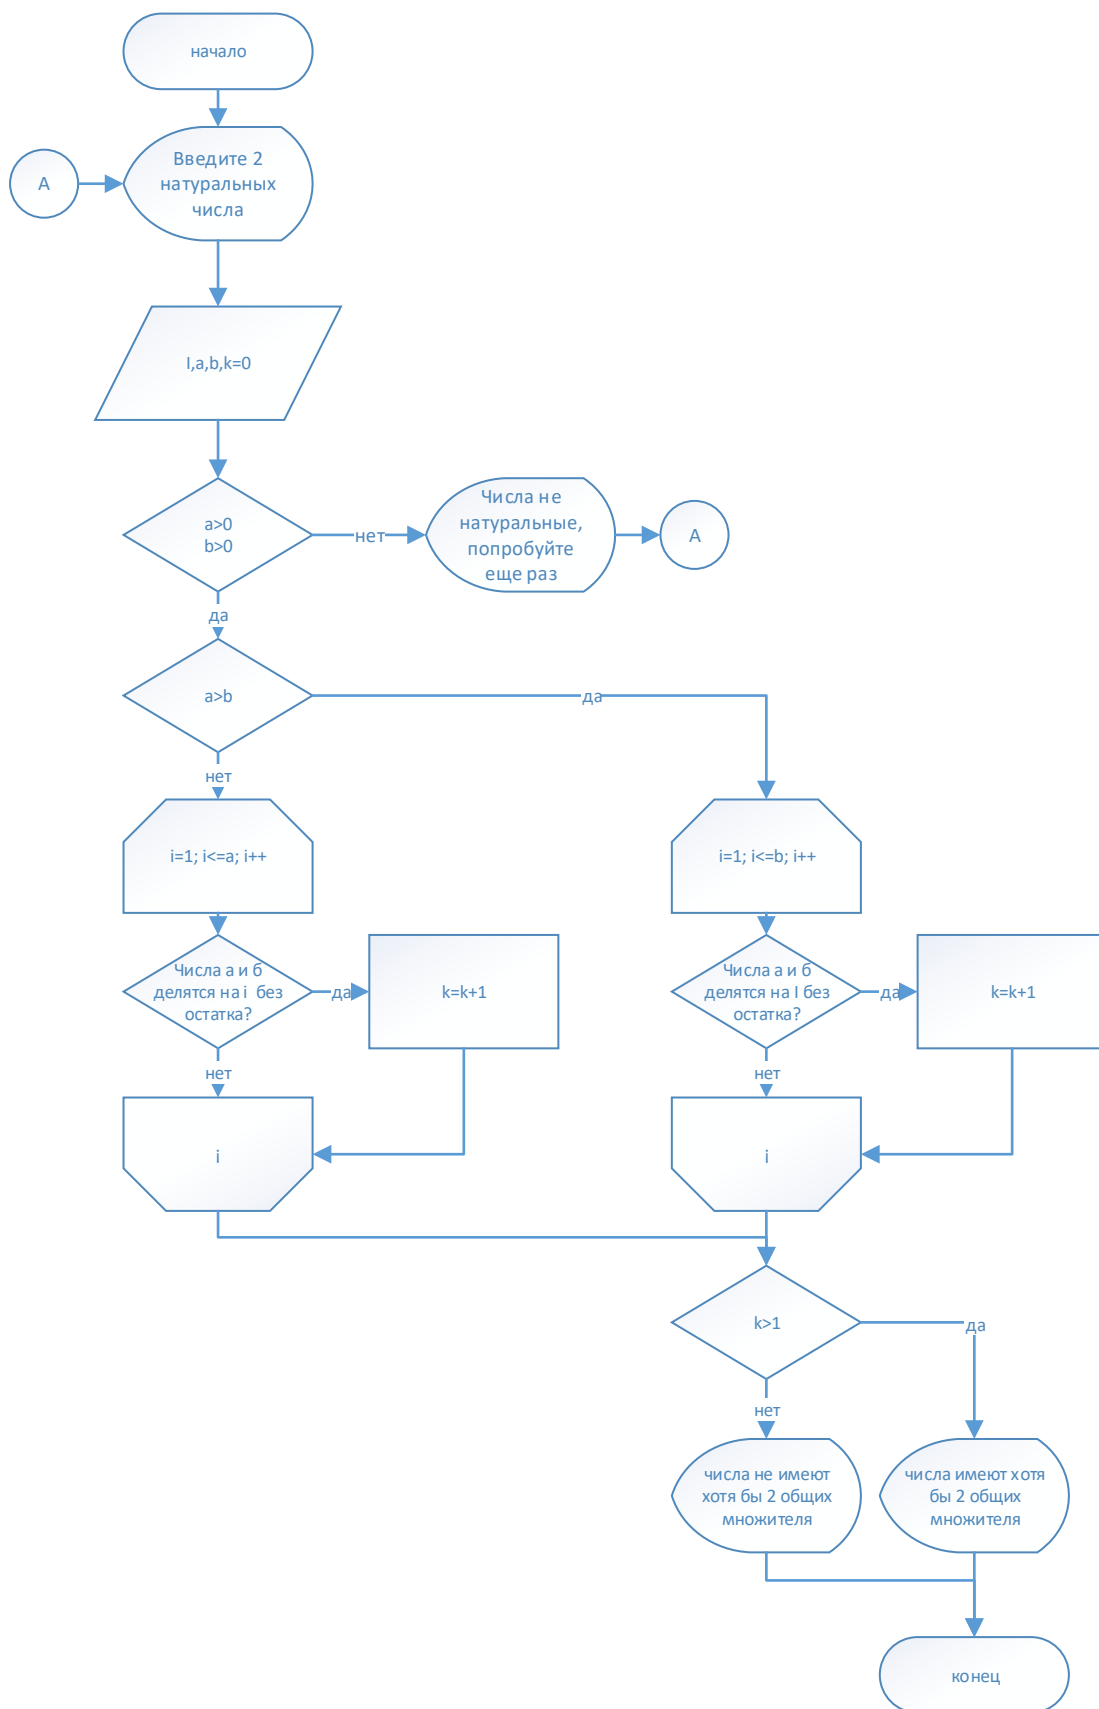 начало
A
Введите 2
натуральных
числа
I,a,b,k=0
a>0
b>0
нет
Числа не
натуральные,
попробуйте
еще раз
A
да
a>b
да
нет
i=1; i<=a; i++
i=1; i<=b; i++
Числа а и б
делятся на i без
остатка?
да
k=k+1
Числа а и б
делятся на I без
остатка?
да
k=k+1
нет
нет
i
i
k>1
да
нет
числа не имеют
хотя бы 2 общих
множителя
числа имеют хотя
бы 2 общих
множителя
конец